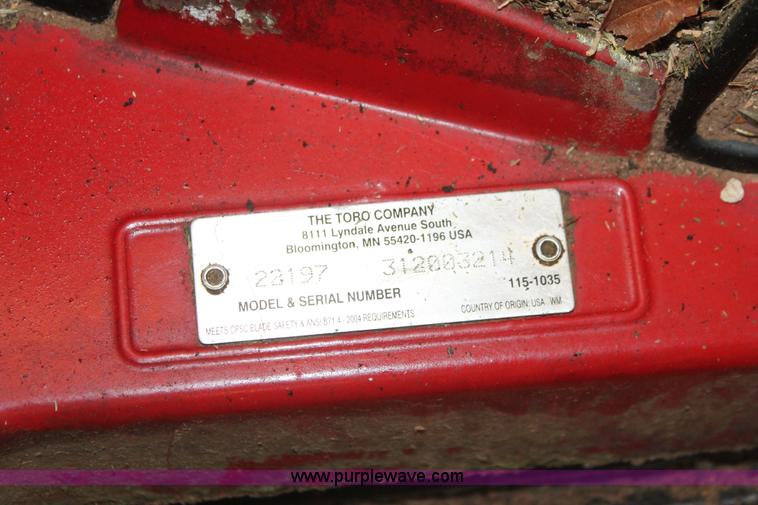 THE TORO COMPANY
8111 Lyndale Avenue South,
Bloomington, MN 55420-1196 USA
22197 312003214
MODEL & SERIAL NUMBER 115-1035
MEETS CPSC BLADE SAFETY & ANSI B71.4 - 2004 REQUIREMENTS COUNTRY OF ORIGIN: USA WM
www.purplewave.com